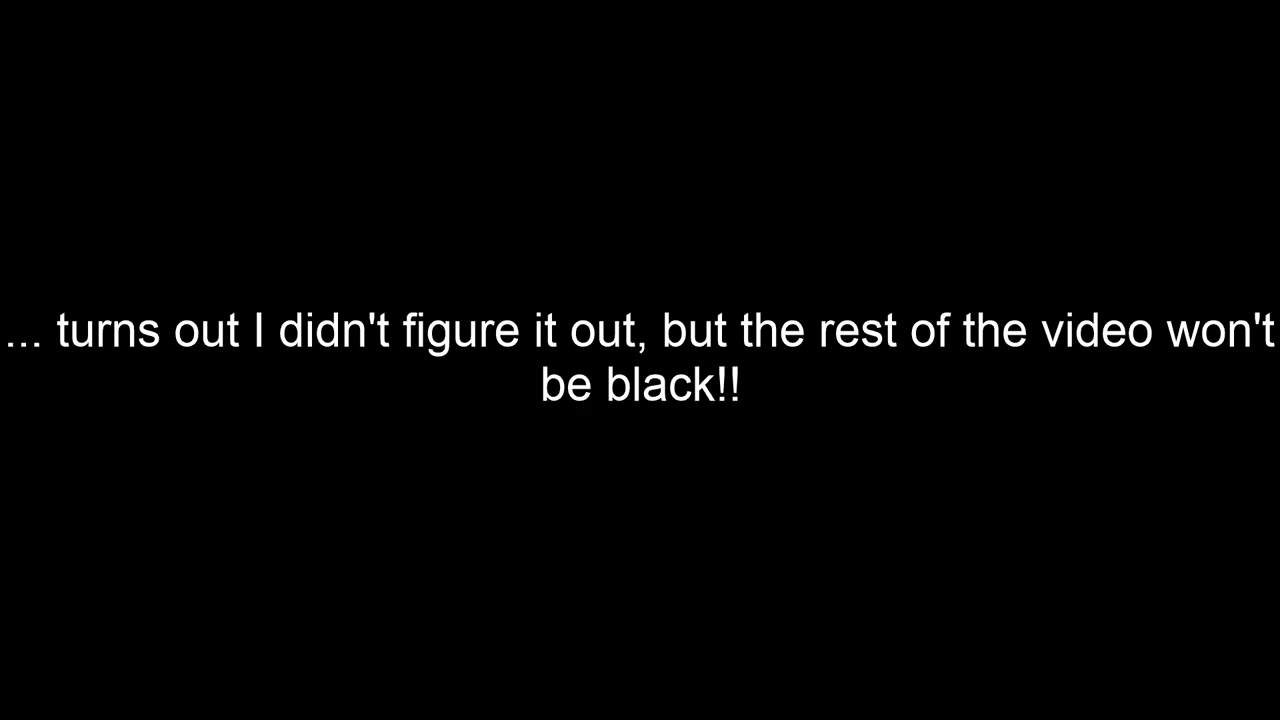 ... turns out I didn't figure it out, but the rest of the video won't
be black!!